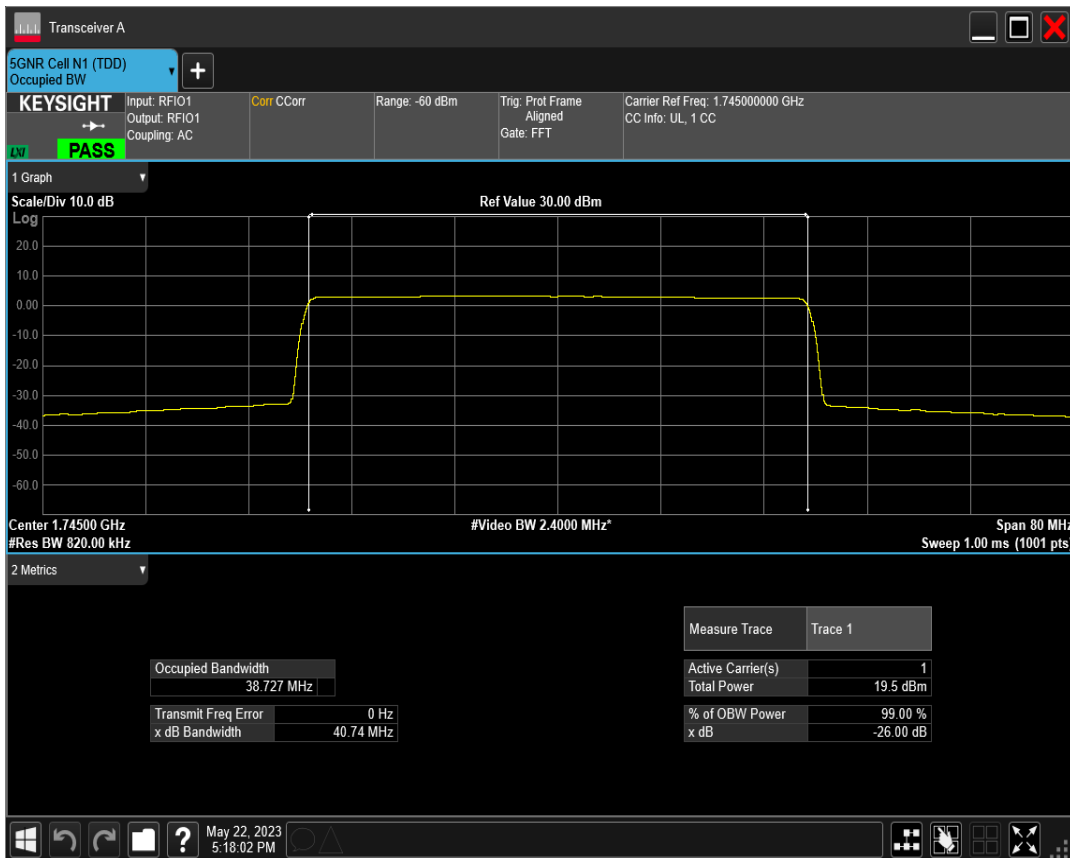 Transceiver A
5GNR Cell N1 (TDD)
Occupied BW
+
KEYSIGHT
LXI
PASS
Input: RFIO1
Output: RFIO1
Coupling: AC
Corr CCorr
Range: -60 dBm
Trig: Prot Frame
Aligned
Gate: FFT
Carrier Ref Freq: 1.745000000 GHz
CC Info: UL, 1 CC
1 Graph
Scale/Div 10.0 dB
Ref Value 30.00 dBm
Log
20.0
10.0
0.00
-10.0
-20.0
-30.0
-40.0
-50.0
-60.0
Center 1.74500 GHz
#Video BW 2.4000 MHz*
Span 80 MHz
#Res BW 820.00 kHz
Sweep 1.00 ms (1001 pts)
2 Metrics
Measure Trace Trace 1
Occupied Bandwidth
38.727 MHz
Active Carrier(s) 1
Total Power 19.5 dBm
Transmit Freq Error 0 Hz
x dB Bandwidth 40.74 MHz
% of OBW Power 99.00 %
x dB -26.00 dB
?
May 22, 2023
5:18:02 PM